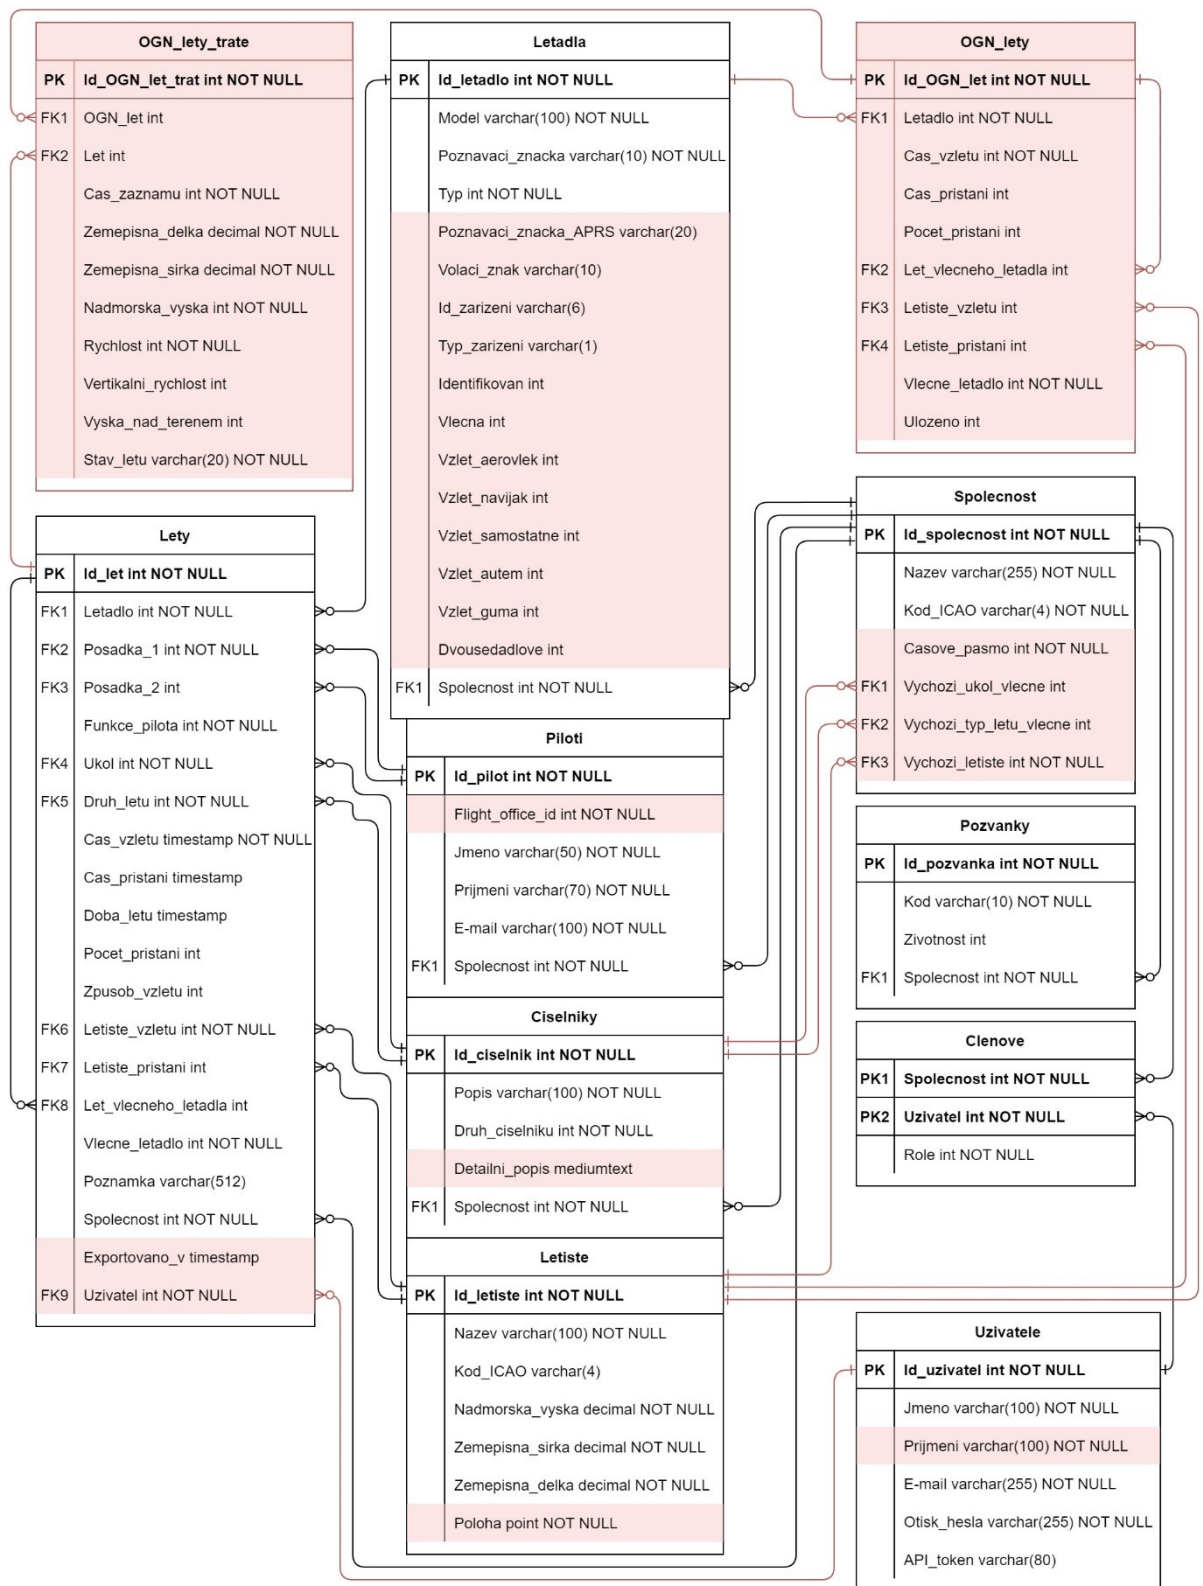 OGN_lety_trate
PK Id_OGN_let_trat int NOT NULL
FK1 OGN_let int
FK2 Let int
Cas_zaznamu int NOT NULL
Zemepisna_delka decimal NOT NULL
Zemepisna_sirka decimal NOT NULL
Nadmorska_vyska int NOT NULL
Rychlost int NOT NULL
Vertikalni_rychlost int
Vyska_nad_terenem int
Stav_letu varchar(20) NOT NULL
Lety
PK Id_let int NOT NULL
FK1 Letadlo int NOT NULL
FK2 Posadka_1 int NOT NULL
FK3 Posadka_2 int
Funkce_pilota int NOT NULL
FK4 Ukol int NOT NULL
FK5 Druh_letu int NOT NULL
Cas_vzletu timestamp NOT NULL
Cas_pristani timestamp
Doba_letu timestamp
Pocet_pristani int
Zpusob_vzletu int
FK6 Letiste_vzletu int NOT NULL
FK7 Letiste_pristani int
FK8 Let_vlecneho_letadla int
Vlecne_letadlo int NOT NULL
Poznamka varchar(512)
Spolecnost int NOT NULL
Exportovano_v timestamp
FK9 Uzivatel int NOT NULL
Letadla
PK Id_letadlo int NOT NULL
Model varchar(100) NOT NULL
Poznavaci_znacka varchar(10) NOT NULL
Typ int NOT NULL
Poznavaci_znacka_APRS varchar(20)
Volaci_znak varchar(10)
Id_zarizeni varchar(6)
Typ_zarizeni varchar(1)
Identifikovan int
Vlecna int
Vzlet_aerovlek int
Vzlet_navijak int
Vzlet_samostatne int
Vzlet_autem int
Vzlet_guma int
Dvousedadlove int
FK1 Spolecnost int NOT NULL
Piloti
PK Id_pilot int NOT NULL
Flight_office_id int NOT NULL
Jmeno varchar(50) NOT NULL
Prijmeni varchar(70) NOT NULL
E-mail varchar(100) NOT NULL
FK1 Spolecnost int NOT NULL
Ciselniky
PK Id_ciselnik int NOT NULL
Popis varchar(100) NOT NULL
Druh_ciselniku int NOT NULL
Detailni_popis mediumtext
FK1 Spolecnost int NOT NULL
Letiste
PK Id_letiste int NOT NULL
Nazev varchar(100) NOT NULL
Kod_ICAO varchar(4)
Nadmorska_vyska decimal NOT NULL
Zemepisna_sirka decimal NOT NULL
Zemepisna_delka decimal NOT NULL
Poloha point NOT NULL
OGN_lety
PK Id_OGN_let int NOT NULL
FK1 Letadlo int NOT NULL
Cas_vzletu int NOT NULL
Cas_pristani int
Pocet_pristani int
FK2 Let_vlecneho_letadla int
FK3 Letiste_vzletu int
FK4 Letiste_pristani int
Vlecne_letadlo int NOT NULL
Ulozeno int
Spolecnost
PK Id_spolecnost int NOT NULL
Nazev varchar(255) NOT NULL
Kod_ICAO varchar(4) NOT NULL
Casove_pasmo int NOT NULL
FK1 Vychozi_ukol_vlecne int
FK2 Vychozi_typ_letu_vlecne int
FK3 Vychozi_letiste int NOT NULL
Pozvanky
PK Id_pozvanka int NOT NULL
Kod varchar(10) NOT NULL
Zivotnost int
FK1 Spolecnost int NOT NULL
Clenove
PK1 Spolecnost int NOT NULL
PK2 Uzivatel int NOT NULL
Role int NOT NULL
Uzivatele
PK Id_uzivatel int NOT NULL
Jmeno varchar(100) NOT NULL
Prijmeni varchar(100) NOT NULL
E-mail varchar(255) NOT NULL
Otisk_hesla varchar(255) NOT NULL
API_token varchar(80)